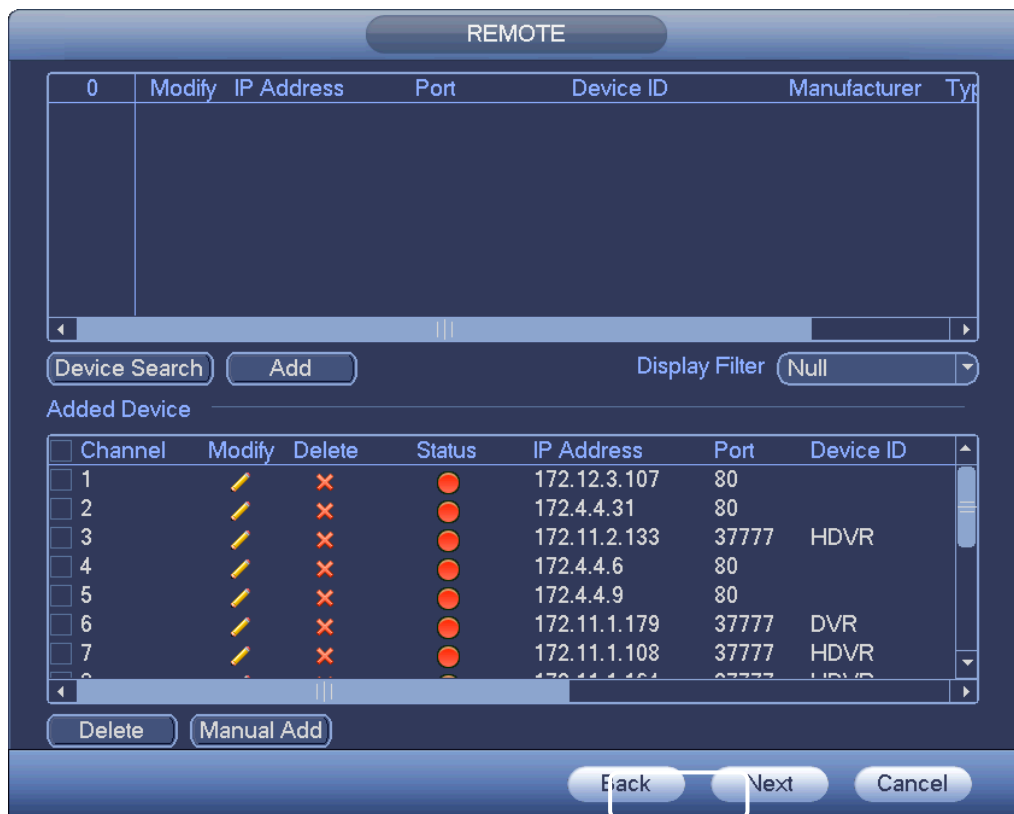 REMOTE
0 Modify IP Address Port Device ID Manufacturer Typ
Device Search Add Display Filter Null
Added Device
Channel Modify Delete Status IP Address Port Device ID
1 172.12.3.107 80
2 172.4.4.31 80
3 172.11.2.133 37777 HDVR
4 172.4.4.6 80
5 172.4.4.9 80
6 172.11.1.179 37777 DVR
7 172.11.1.108 37777 HDVR
Delete Manual Add
Back Next Cancel